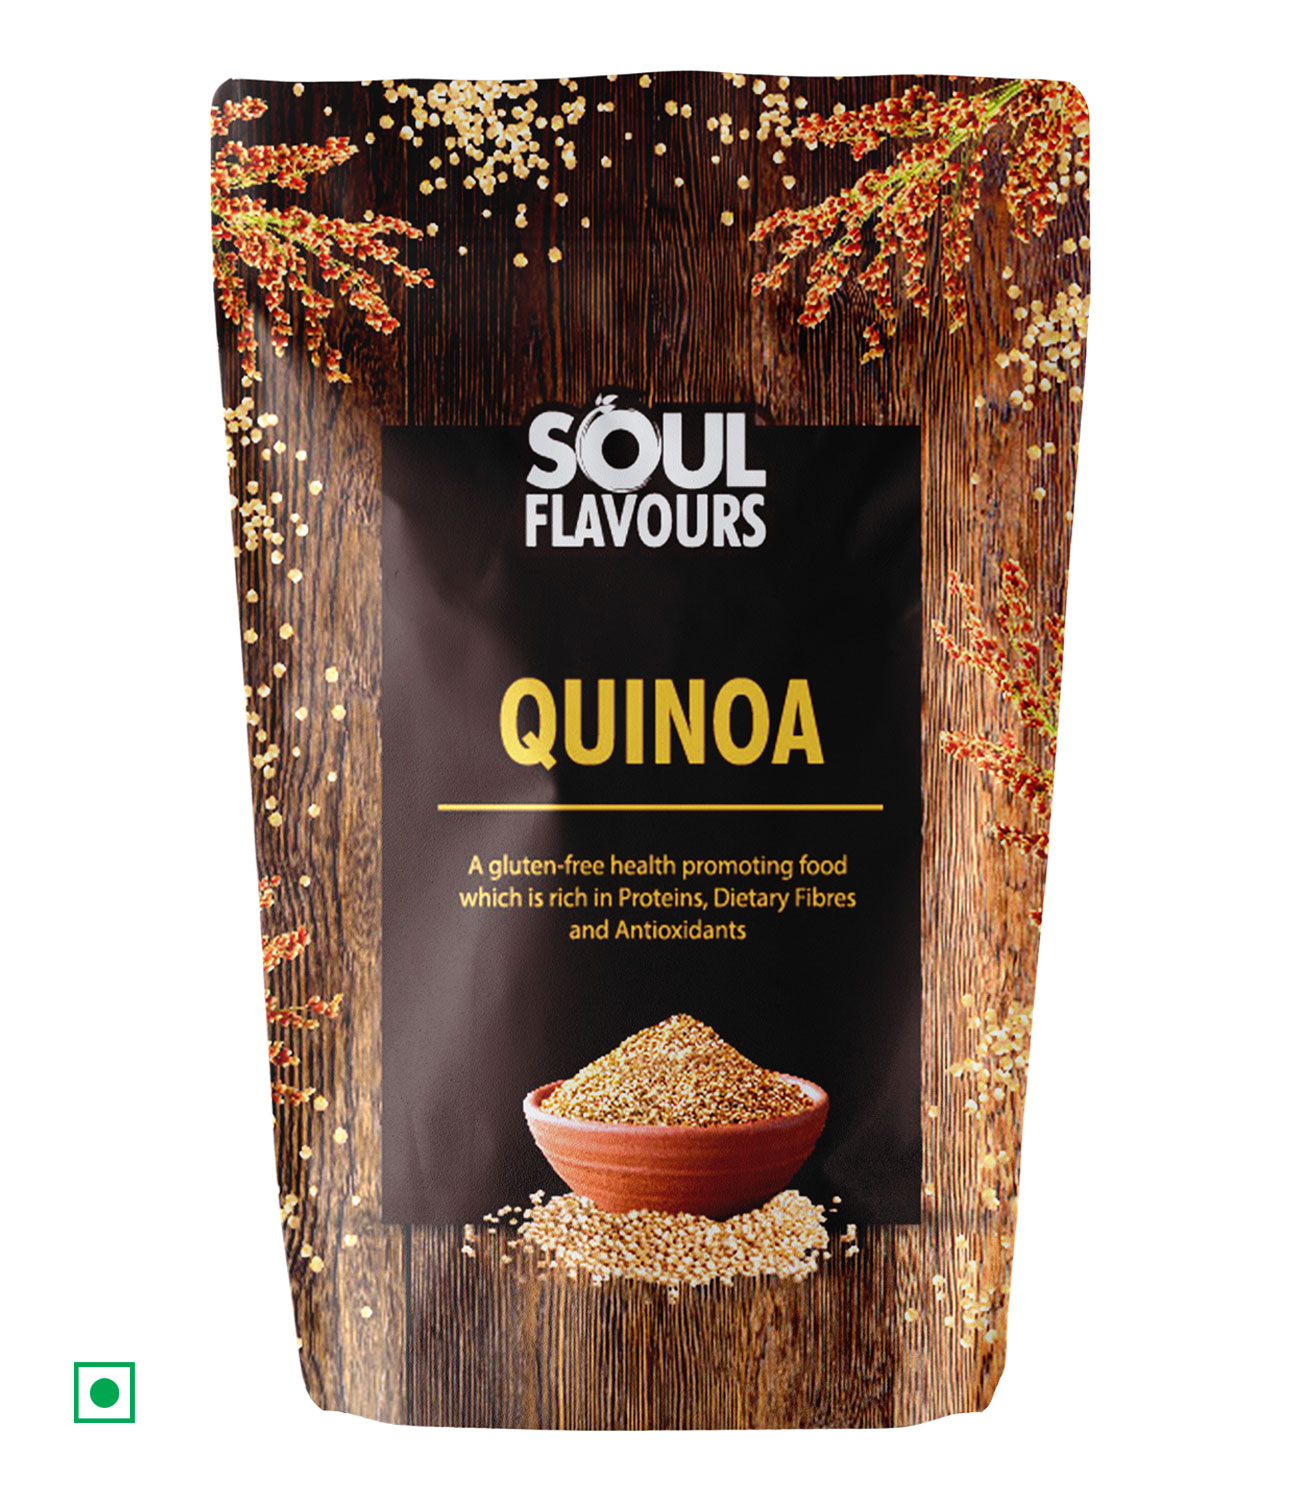 SOUL
FLAVOURS
QUINOA
A gluten-free health promoting food
which is rich in Proteins, Dietary Fibres
and Antioxidants